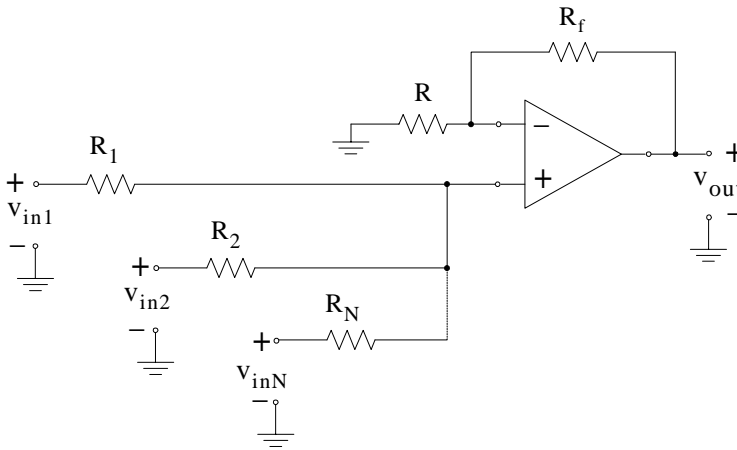 R_f
R
−
+
R_1
+
v_in1
−
+
v_out
−
R_2
+
v_in2
−
R_N
+
v_inN
−